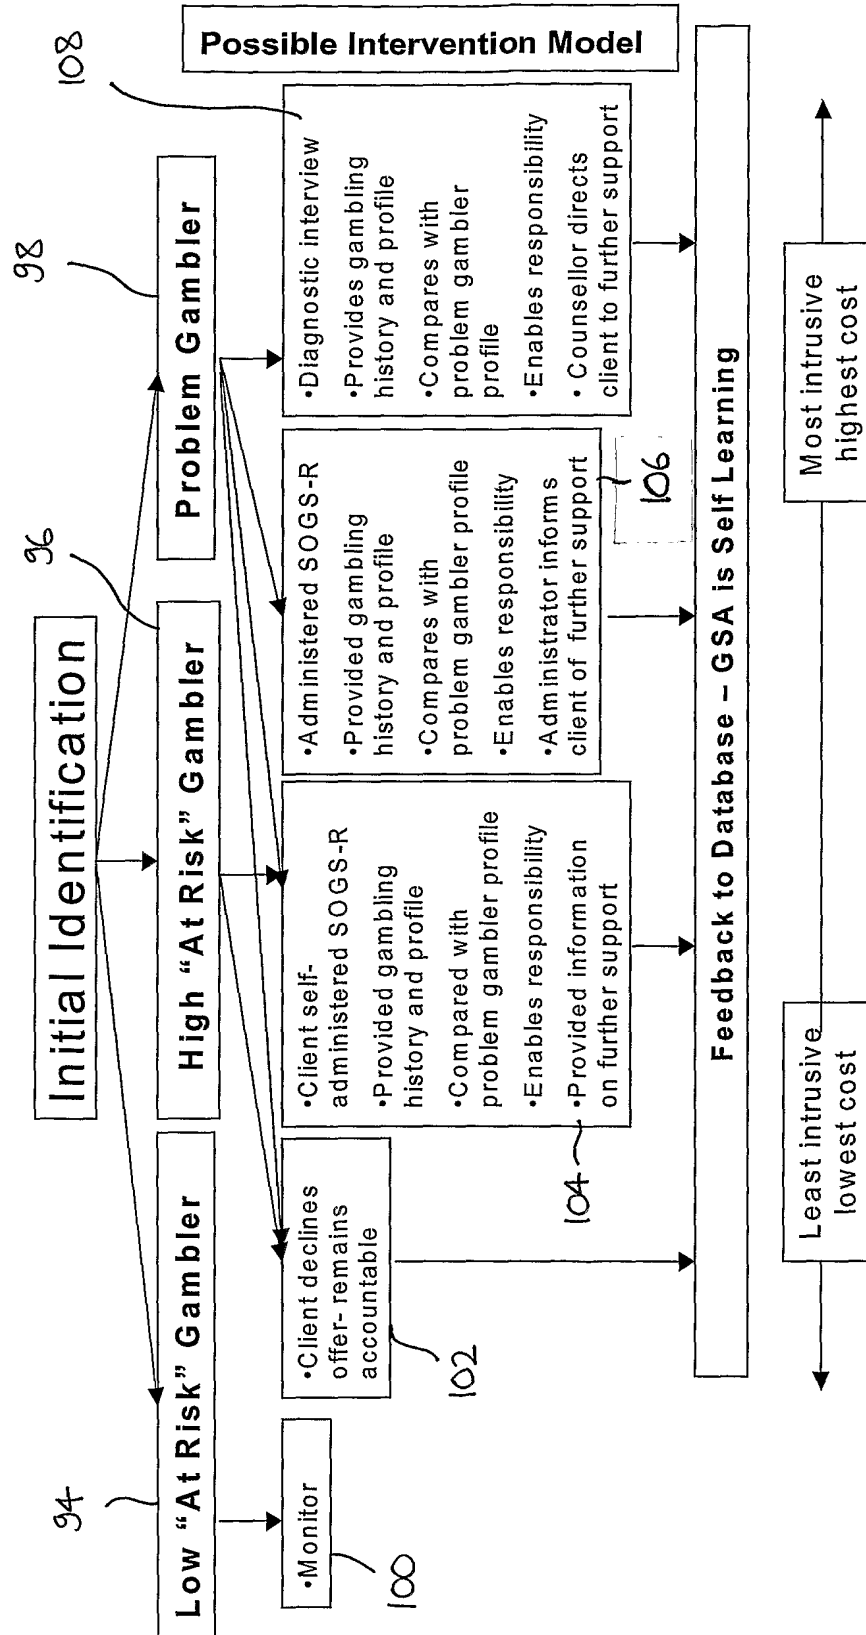 Initial Identification
94
96
98
108
Low “At Risk” Gambler
High “At Risk” Gambler
Problem Gambler
Possible Intervention Model
•Monitor
100
•Client declines
offer- remains
accountable
102
•Client self-
administered SOGS-R
•Provided gambling
history and profile
•Compared with
problem gambler profile
•Enables responsibility
•Provided information
on further support
104
•Administered SOGS-R
•Provided gambling
history and profile
•Compares with
problem gambler profile
•Enables responsibility
•Administrator informs
client of further support
106
•Diagnostic interview
•Provides gambling
history and profile
•Compares with
problem gambler
profile
•Enables responsibility
• Counsellor directs
client to further support
Feedback to Database – GSA is Self Learning
Least intrusive
lowest cost
Most intrusive
highest cost